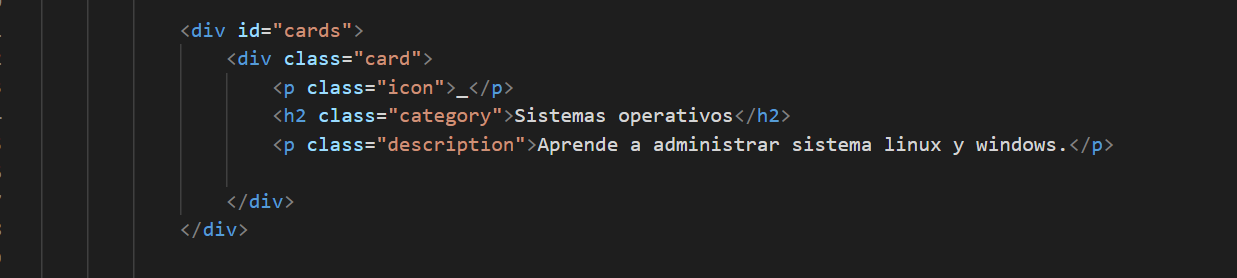 <div id="cards">
<div class="card">
<p class="icon">_</p>
<h2 class="category">Sistemas operativos</h2>
<p class="description">Aprende a administrar sistema linux y windows.</p>
</div>
</div>